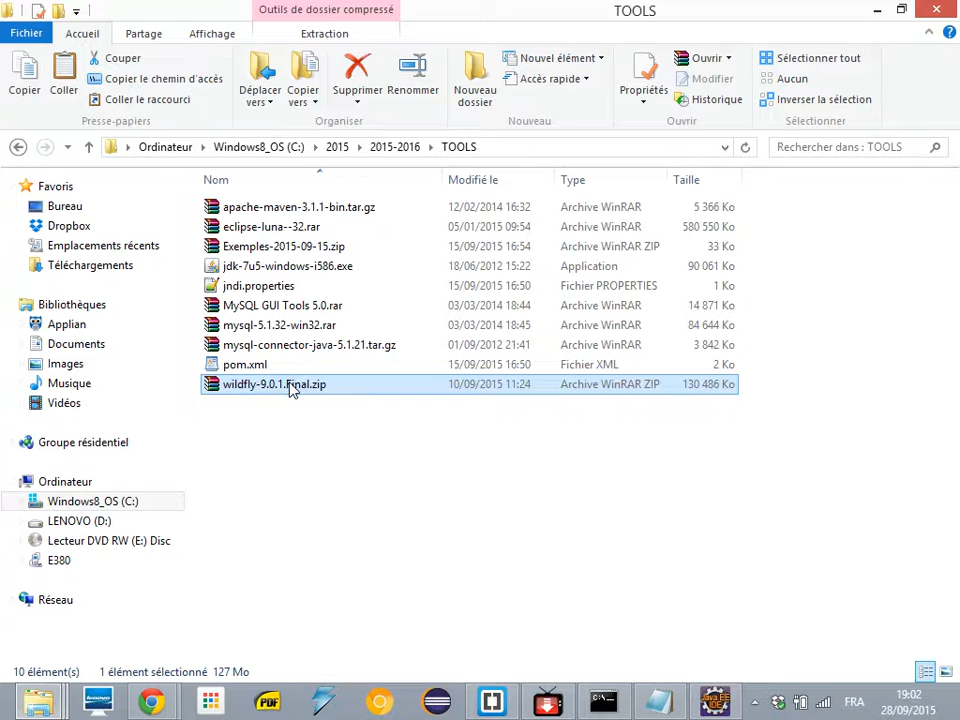 Outils de dossier compressé
TOOLS
Fichier
Accueil
Partage
Affichage
Extraction
Copier
Coller
Couper
Copier le chemin d'accès
Coller le raccourci
Presse-papiers
Déplacer vers
Copier vers
Supprimer
Renommer
Organiser
Nouveau dossier
Nouvel élément
Accès rapide
Nouveau
Propriétés
Ouvrir
Modifier
Historique
Ouvrir
Sélectionner tout
Aucun
Inverser la sélection
Sélectionner
Ordinateur
Windows8_OS (C:)
2015
2015-2016
TOOLS
Rechercher dans : TOOLS
Nom
Modifié le
Type
Taille
apache-maven-3.1.1-bin.tar.gz 12/02/2014 16:32 Archive WinRAR 5 366 Ko
eclipse-luna--32.rar 05/01/2015 09:54 Archive WinRAR 580 550 Ko
Exemples-2015-09-15.zip 15/09/2015 16:54 Archive WinRAR ZIP 33 Ko
jdk-7u5-windows-i586.exe 18/06/2012 15:22 Application 90 061 Ko
jndi.properties 15/09/2015 16:50 Fichier PROPERTIES 1 Ko
MySQL GUI Tools 5.0.rar 03/03/2014 18:44 Archive WinRAR 14 871 Ko
mysql-5.1.32-win32.rar 03/03/2014 18:45 Archive WinRAR 84 644 Ko
mysql-connector-java-5.1.21.tar.gz 01/09/2012 21:41 Archive WinRAR 3 842 Ko
pom.xml 15/09/2015 16:50 Fichier XML 2 Ko
wildfly-9.0.1.Final.zip 10/09/2015 11:24 Archive WinRAR ZIP 130 486 Ko
Favoris
Bureau
Dropbox
Emplacements récents
Téléchargements
Bibliothèques
Applian
Documents
Images
Musique
Vidéos
Groupe résidentiel
Ordinateur
Windows8_OS (C:)
LENOVO (D:)
Lecteur DVD RW (E:) Disc
E380
Réseau
10 élément(s) 1 élément sélectionné 127 Mo
PDF
C:\_
Java EE
IDE
FRA
19:02
28/09/2015